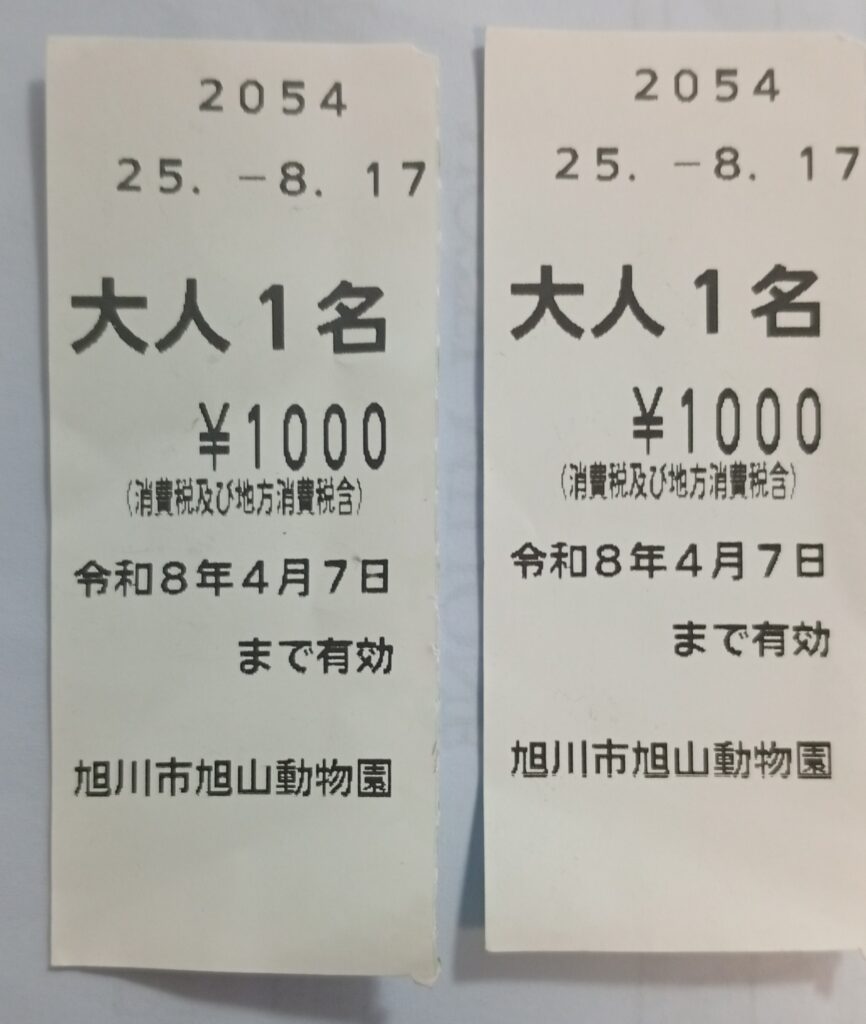 2054
25. -8. 17
大人1名
¥1000
(消費税及び地方消費税含)
令和8年4月7日
まで有効
旭川市旭山動物園
2054
25. -8. 17
大人1名
¥1000
(消費税及び地方消費税含)
令和8年4月7日
まで有効
旭川市旭山動物園